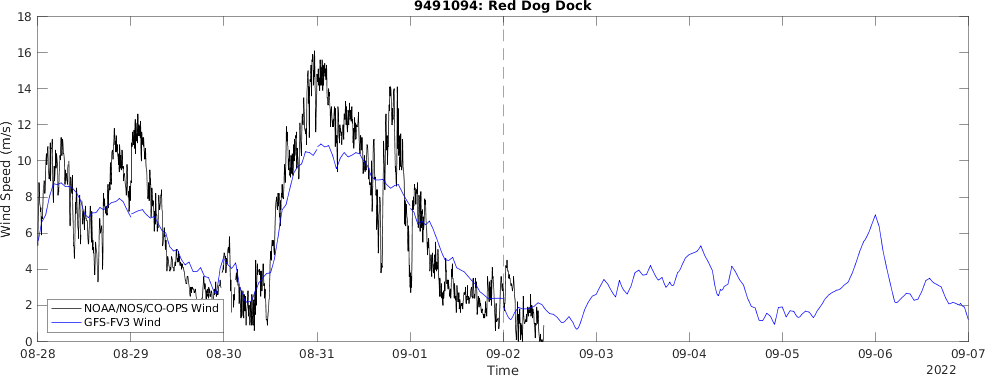 9491094: Red Dog Dock
18
16
14
12
10
8
6
4
2
0
Wind Speed (m/s)
NOAA/NOS/CO-OPS Wind
GFS-FV3 Wind
08-28 08-29 08-30 08-31 09-01 09-02 09-03 09-04 09-05 09-06 09-07
Time
2022